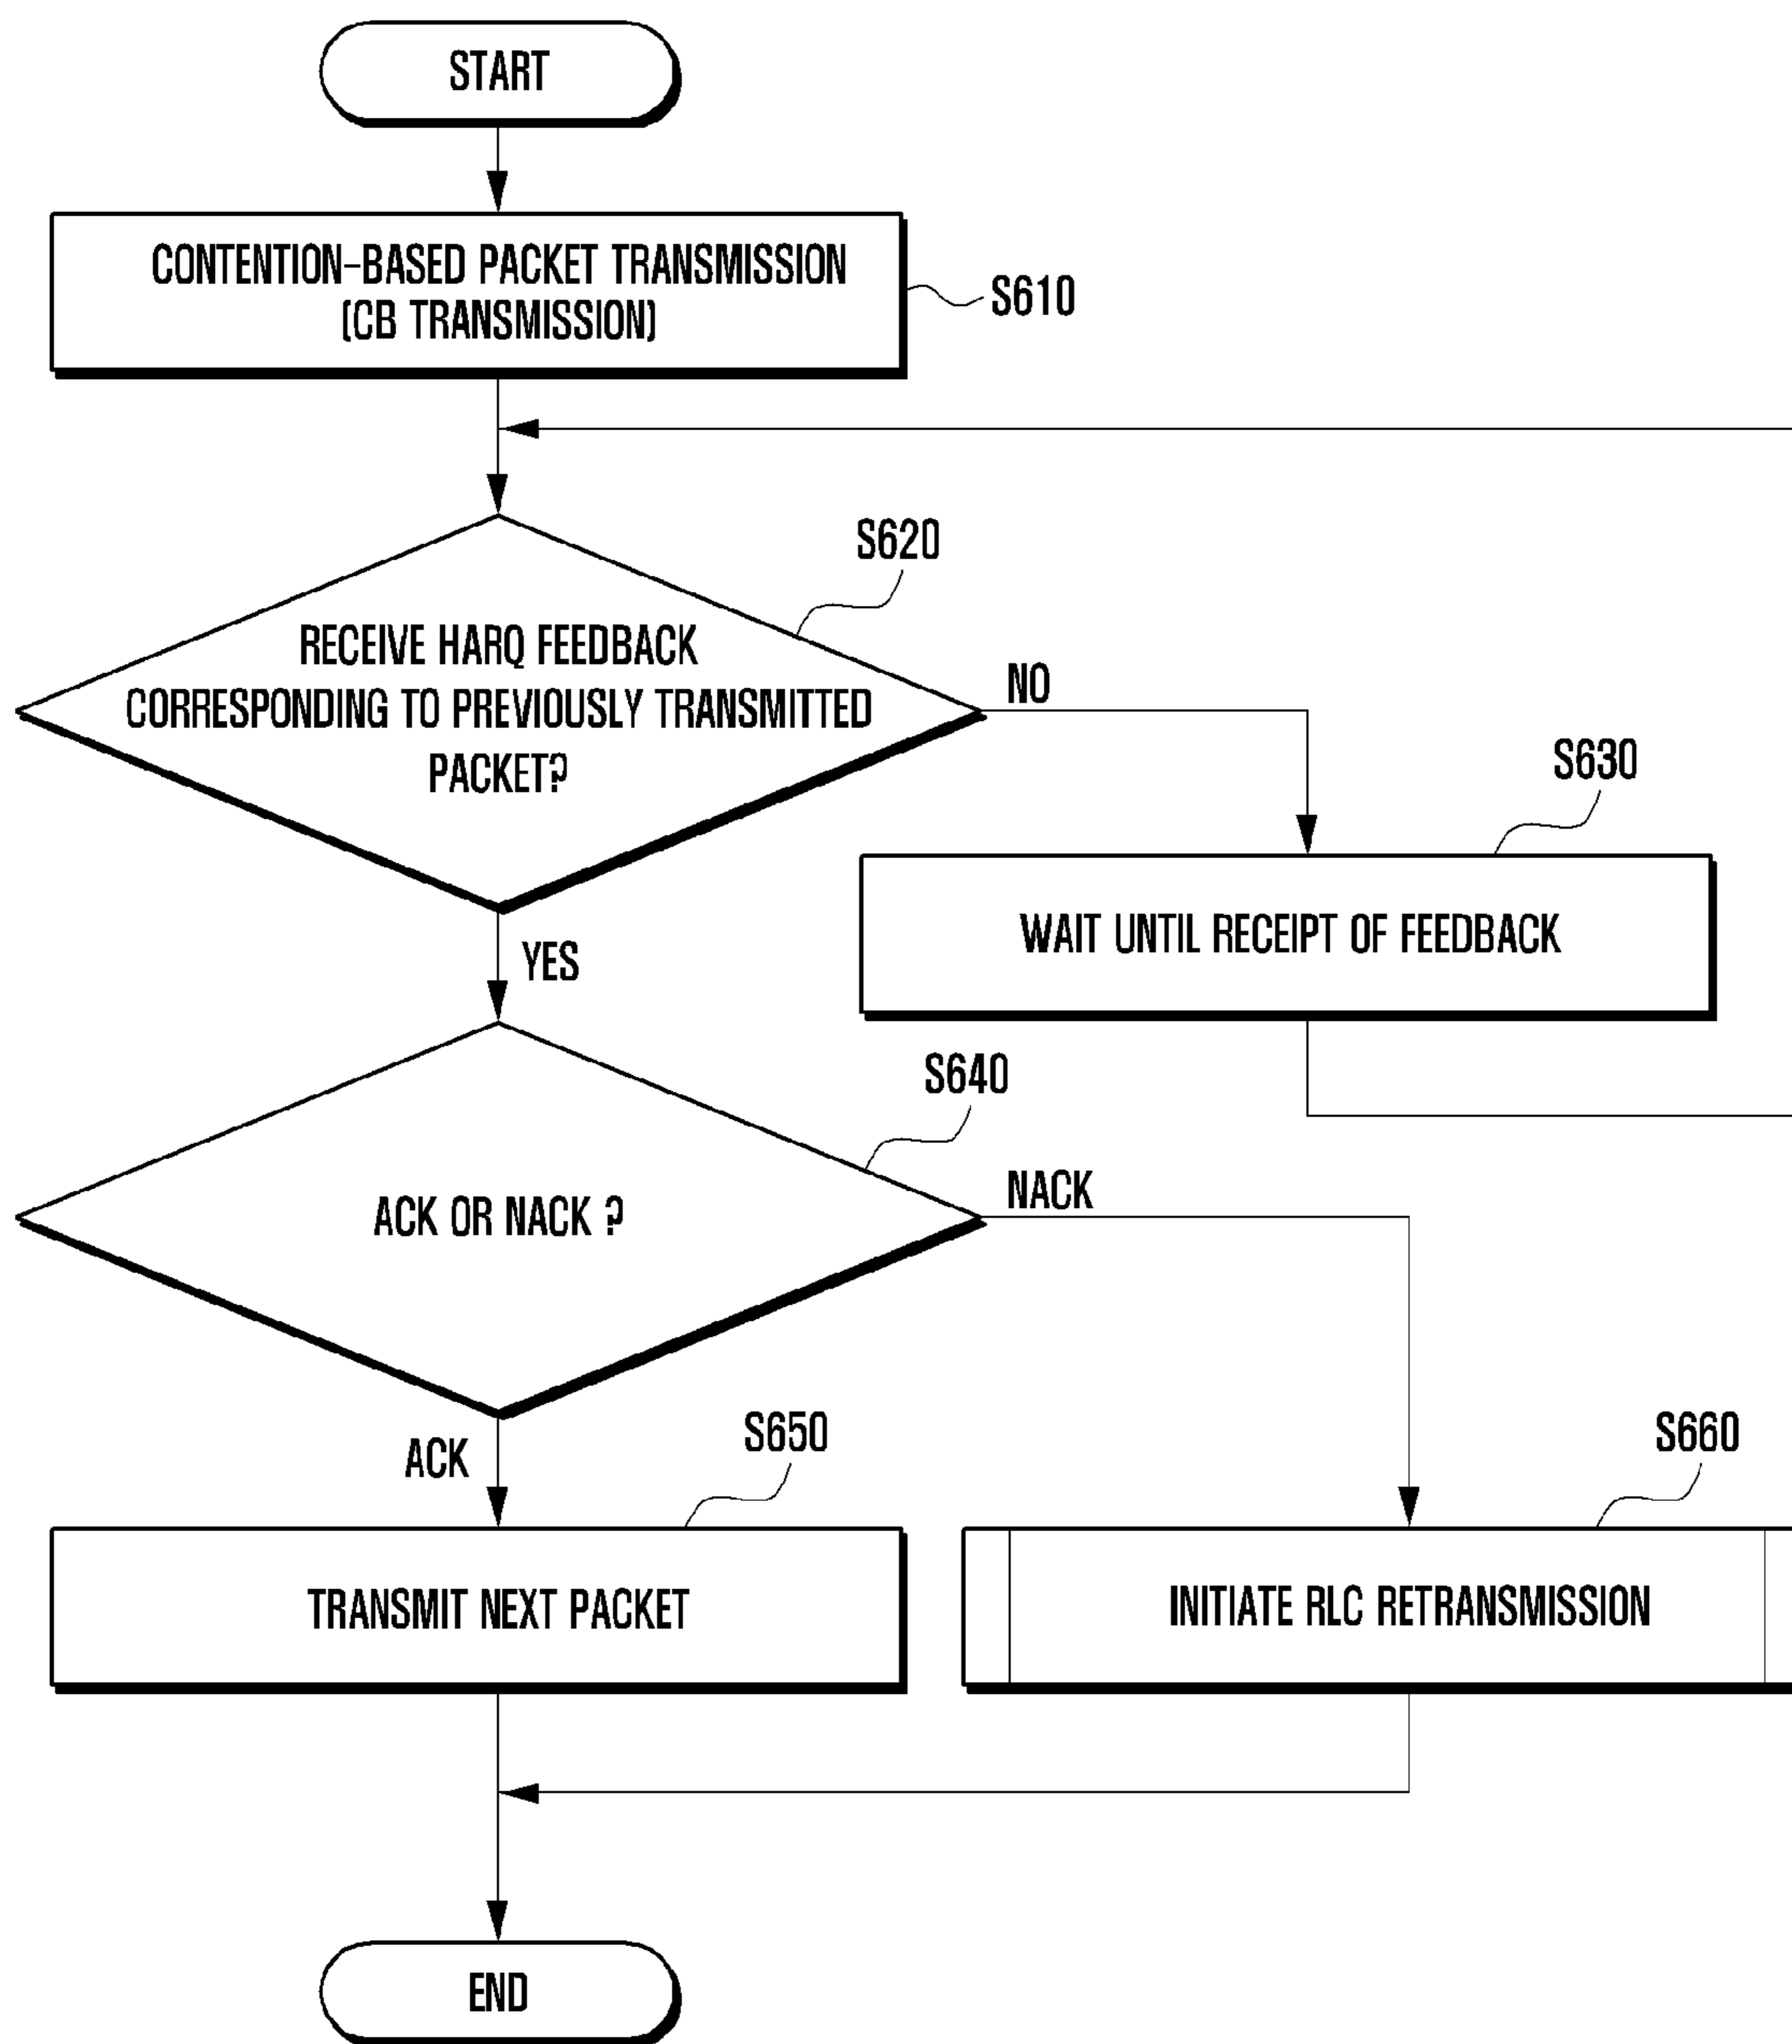 START
CONTENTION-BASED PACKET TRANSMISSION
(CB TRANSMISSION)
S610
S620
RECEIVE HARQ FEEDBACK
CORRESPONDING TO PREVIOUSLY TRANSMITTED
PACKET?
NO
S630
WAIT UNTIL RECEIPT OF FEEDBACK
YES
S640
ACK OR NACK ?
NACK
ACK
S650
S660
TRANSMIT NEXT PACKET
INITIATE RLC RETRANSMISSION
END